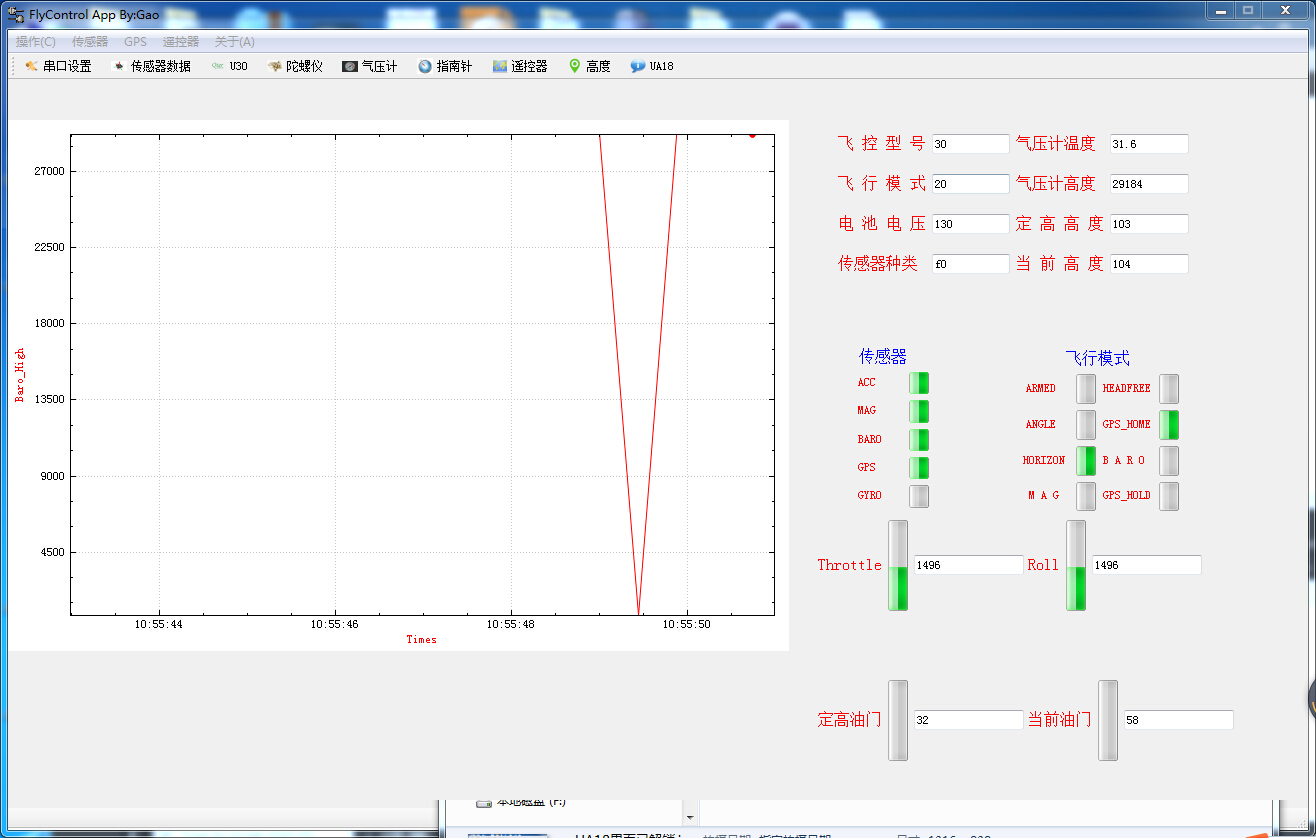 FlyControl App By:Gao
操作(C) 传感器 GPS 遥控器 关于(A)
串口设置 传感器数据 U30 陀螺仪 气压计 指南针 遥控器 高度 UA18
27000
22500
18000
13500
9000
4500
Baro_High
10:55:44 10:55:46 10:55:48 10:55:50
Times
飞 控 型 号 30 气压计温度 31.6
飞 行 模 式 20 气压计高度 29184
电 池 电 压 130 定 高 高 度 103
传感器种类 f0 当 前 高 度 104
传感器 飞行模式
ACC
MAG
BARO
GPS
GYRO
ARMED HEADFREE
ANGLE GPS_HOME
HORIZON B A R O
M A G GPS_HOLD
Throttle 1496 Roll 1496
定高油门 32 当前油门 58
本地磁盘 (F:)